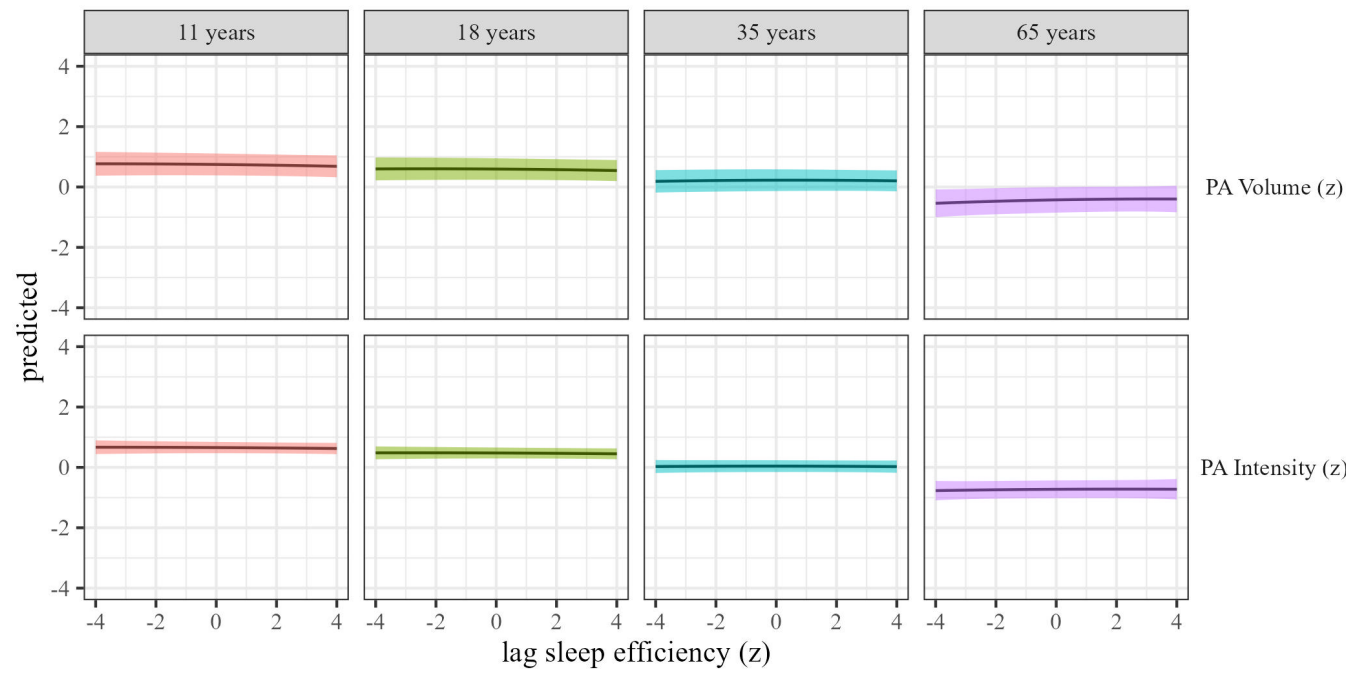 11 years 18 years 35 years 65 years
4
2
0
-2
-4
PA Volume (z)
predicted
4
2
0
-2
-4
PA Intensity (z)
-4 -2 0 2 4 -4 -2 0 2 4 -4 -2 0 2 4 -4 -2 0 2 4
lag sleep efficiency (z)